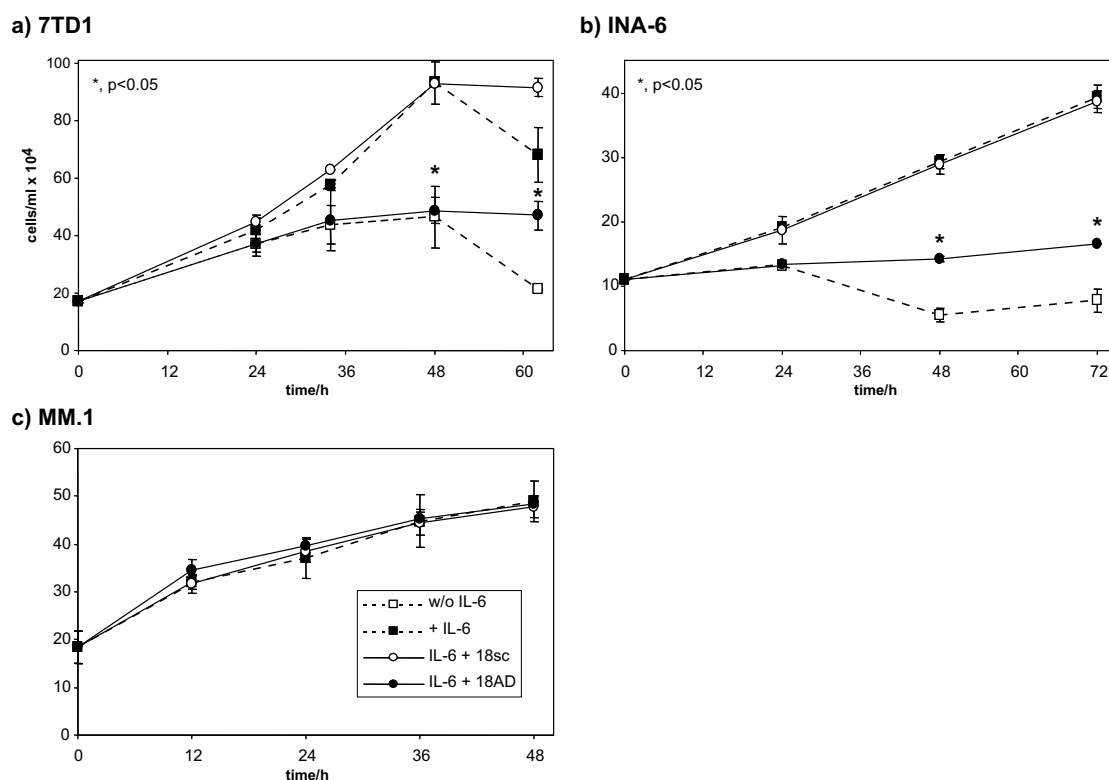 a) 7TD1
*, p<0.05
cells/ml x 10⁴
100
80
60
40
20
0
*
*
0 12 24 36 48 60
time/h
b) INA-6
*, p<0.05
40
30
20
10
0
*
*
0 12 24 36 48 60 72
time/h
c) MM.1
60
50
40
30
20
10
0
w/o IL-6
+ IL-6
IL-6 + 18sc
IL-6 + 18AD
0 12 24 36 48
time/h